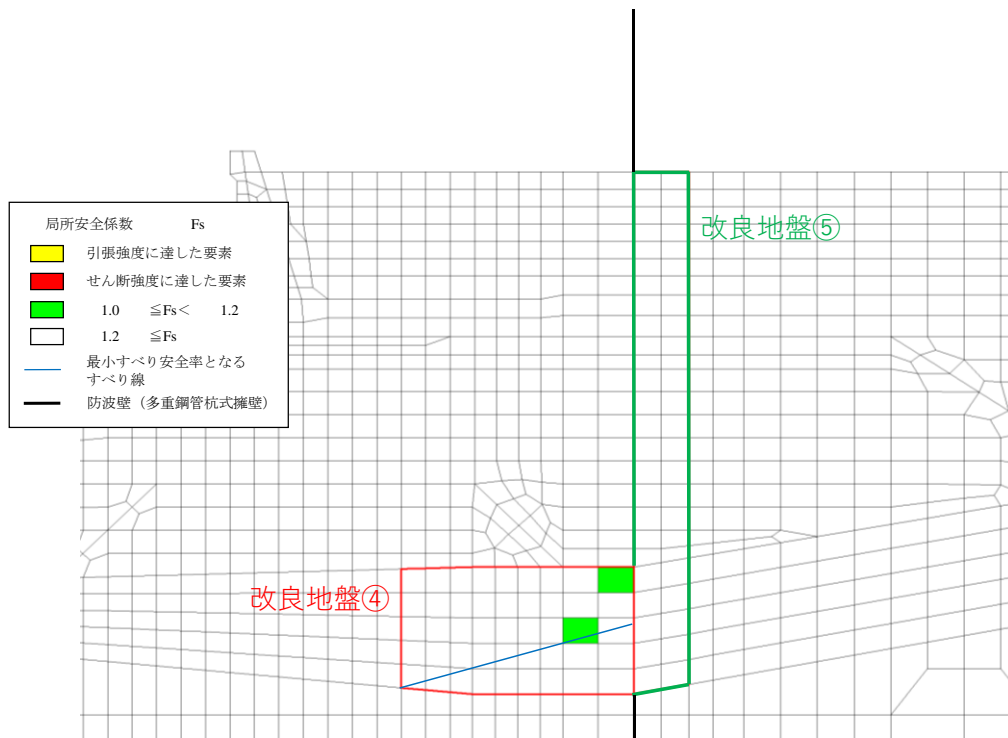 改良地盤⑤
局所安全係数 Fs
引張強度に達した要素
せん断強度に達した要素
1.0 ≦Fs< 1.2
1.2 ≦Fs
最小すべり安全率となる
すべり線
防波壁（多重鋼管杭式擁壁）
改良地盤④